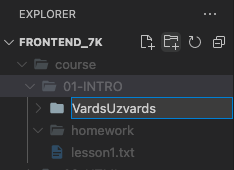 EXPLORER
FRONTEND_7K
course
01-INTRO
VardsUzvards
homework
lesson1.txt